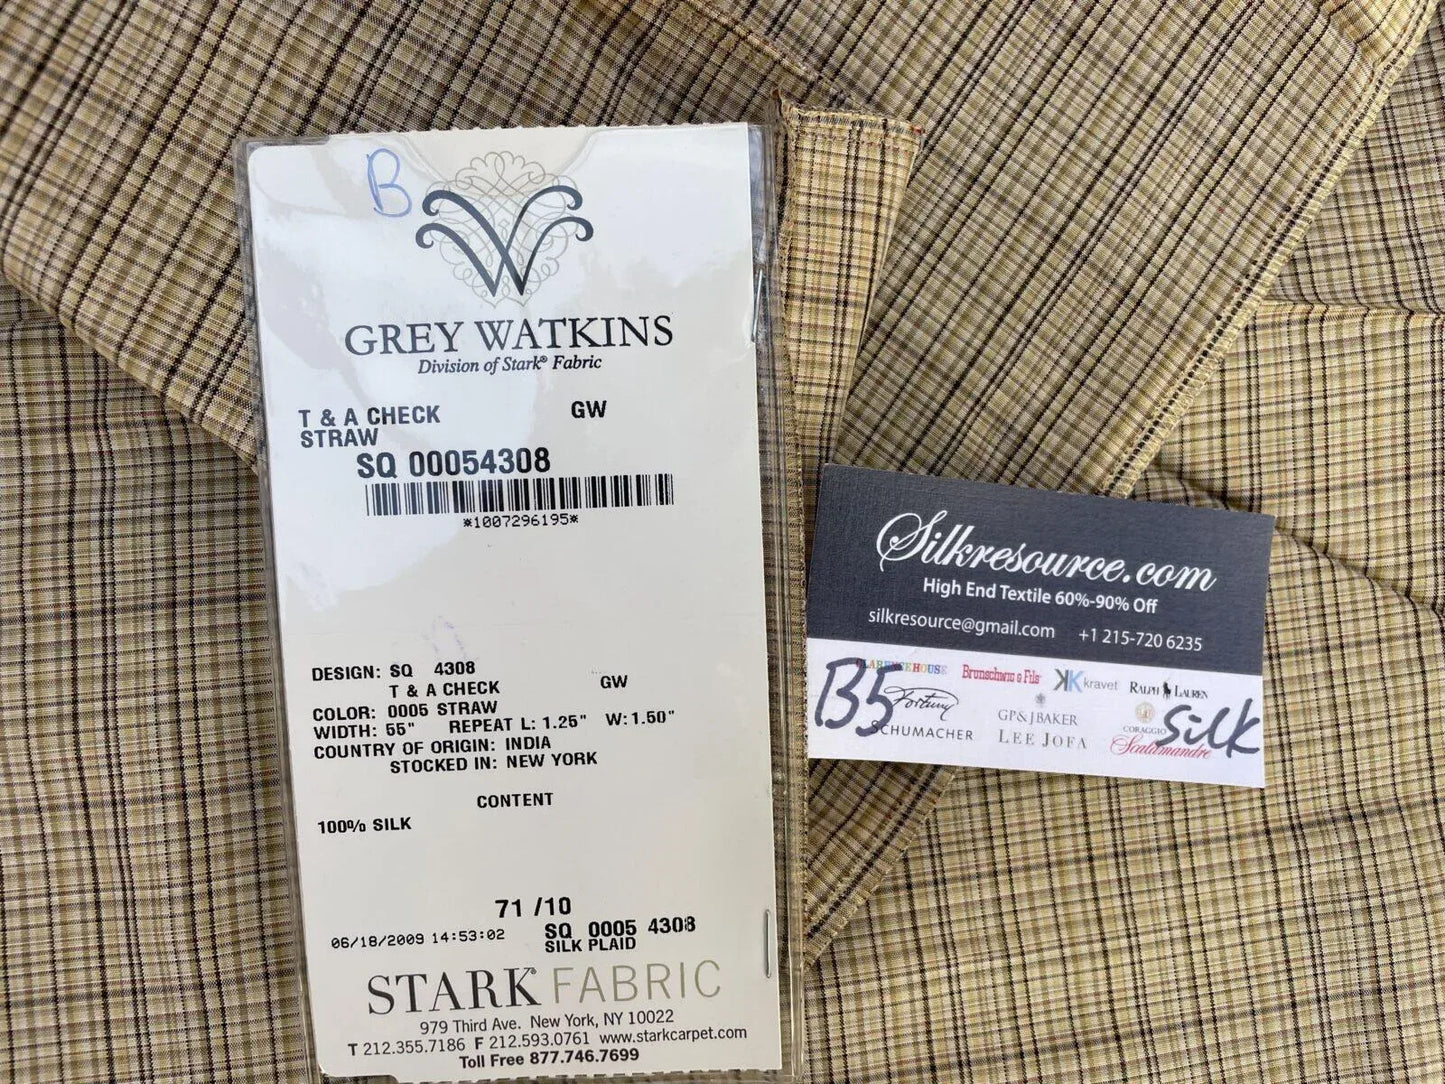 B
GREY WATKINS
Division of Stark® Fabric
T & A CHECK GW
STRAW
SQ 00054308
*1007296195*
DESIGN: SQ 4308
T & A CHECK GW
COLOR: 0005 STRAW
WIDTH: 55" REPEAT L: 1.25" W: 1.50"
COUNTRY OF ORIGIN: INDIA
STOCKED IN: NEW YORK
CONTENT
100% SILK
71 /10
06/18/2009 14:53:02 SQ 0005 4308
SILK PLAID
STARK® FABRIC
979 Third Ave. New York, NY 10022
T 212.355.7186 F 212.593.0761 www.starkcarpet.com
Toll Free 877.746.7699
Silkresource.com
High End Textile 60%-90% Off
silkresource@gmail.com +1 215-720 6235
CLARENCE HOUSE Brunschwig & Fils kravet RALPH LAUREN
B5 Fortuny GP & J BAKER CORAGGIO Silk
SCHUMACHER LEE JOFA Scalamandre